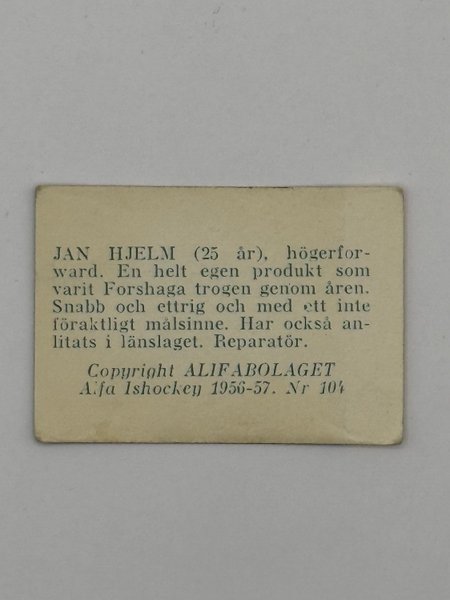 JAN HJELM (25 år), högerfor-
ward. En helt egen produkt som
varit Forshaga trogen genom åren.
Snabb och ettrig och med ett inte
föraktligt målsinne. Har också an-
litats i länslaget. Reparatör.
Copyright ALIFABOLAGET
Alfa Ishockey 1956-57. Nr 104